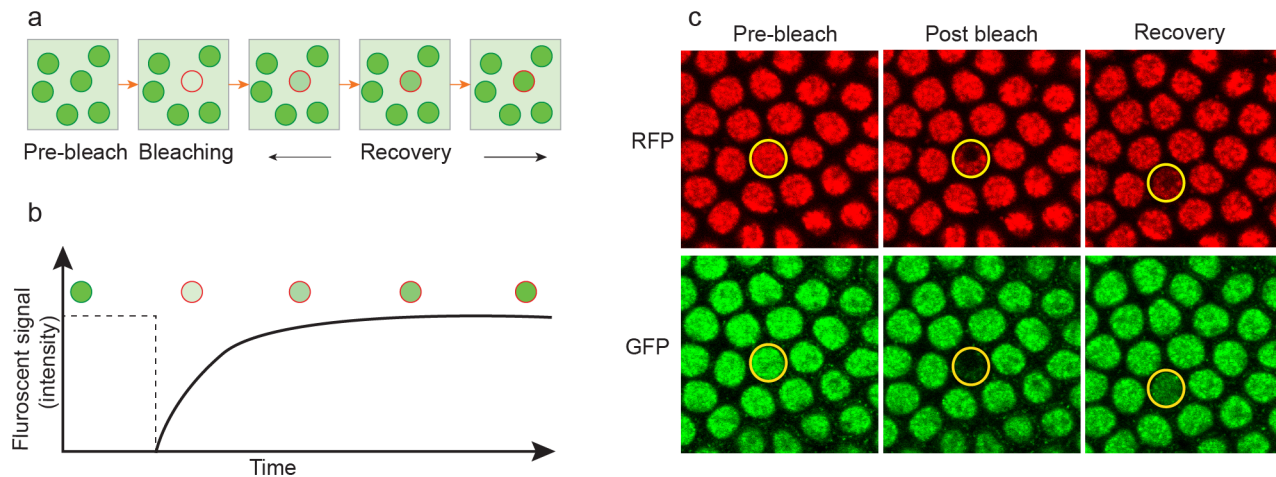 a
Pre-bleach Bleaching Recovery
b
Fluroscent signal
(intensity)
Time
c
Pre-bleach Post bleach Recovery
RFP
GFP